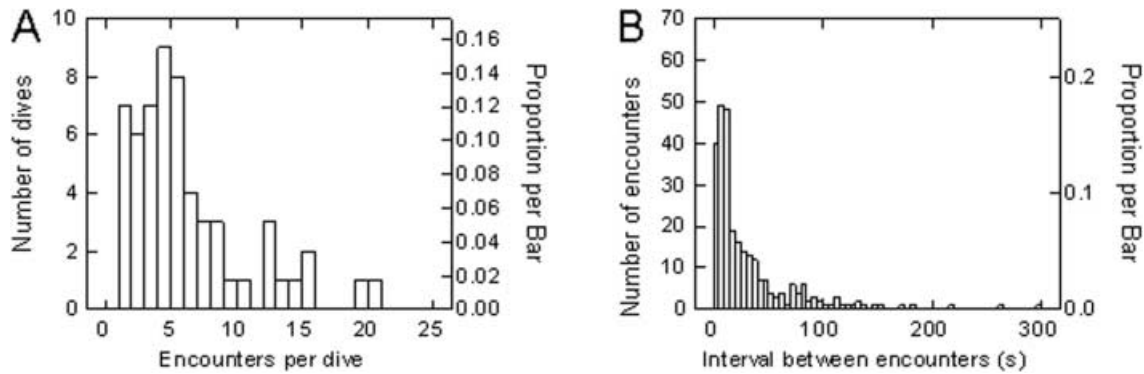 A
Number of dives
10
8
6
4
2
0
0 5 10 15 20 25
Encounters per dive
0.16
0.14
0.12
0.10
0.08
0.06
0.04
0.02
0.00
Proportion per Bar
B
Number of encounters
70
60
50
40
30
20
10
0
0 100 200 300
Interval between encounters (s)
0.2
0.1
0.0
Proportion per Bar